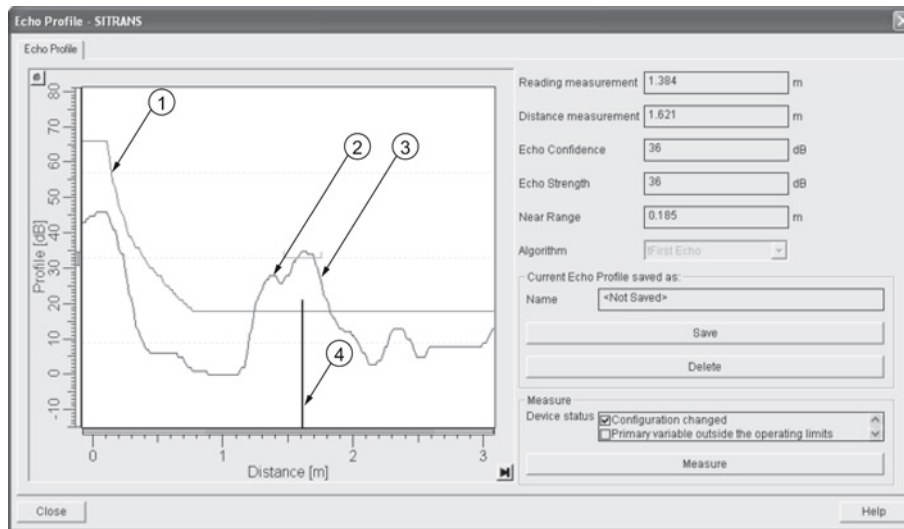 Echo Profile - SITRANS
Echo Profile
Profile [dB]
80
70
60
50
40
30
20
10
0
-10
0 1 2 3
Distance [m]
1
2
3
4
Reading measurement 1.384 m
Distance measurement 1.621 m
Echo Confidence 36 dB
Echo Strength 36 dB
Near Range 0.185 m
Algorithm tFirst Echo
Current Echo Profile saved as:
Name <Not Saved>
Save
Delete
Measure
Device status Configuration changed
Primary variable outside the operating limits
Measure
Close
Help